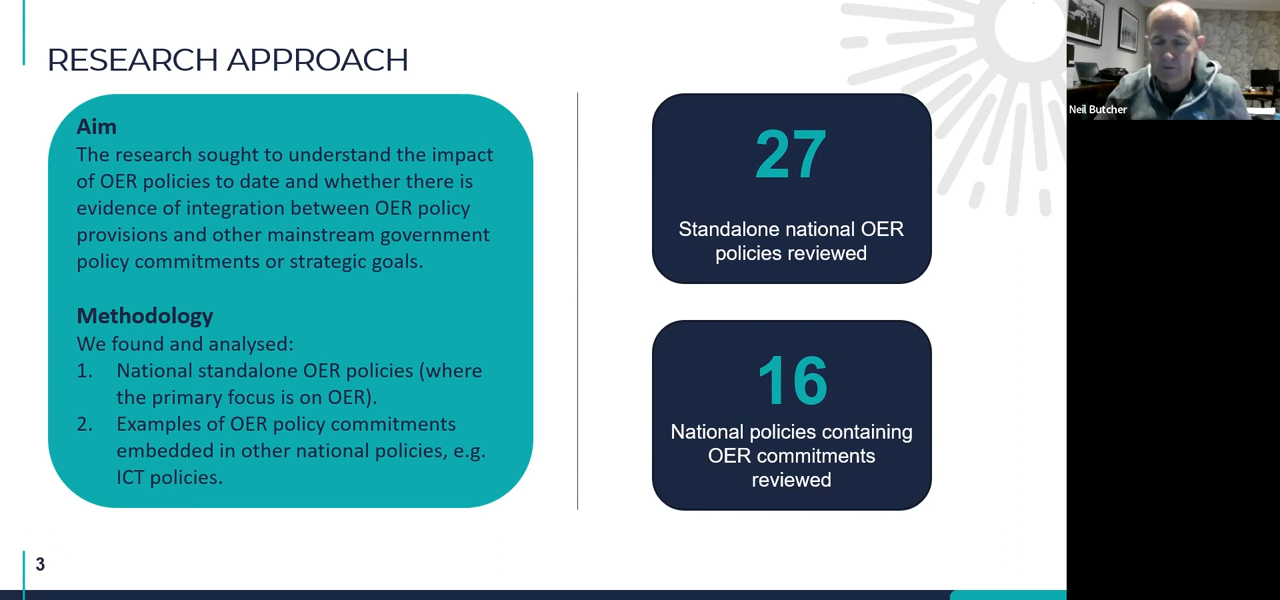 RESEARCH APPROACH
Aim
The research sought to understand the impact
of OER policies to date and whether there is
evidence of integration between OER policy
provisions and other mainstream government
policy commitments or strategic goals.
Methodology
We found and analysed:
1. National standalone OER policies (where
the primary focus is on OER).
2. Examples of OER policy commitments
embedded in other national policies, e.g.
ICT policies.
27
Standalone national OER
policies reviewed
16
National policies containing
OER commitments
reviewed
3
Neil Butcher